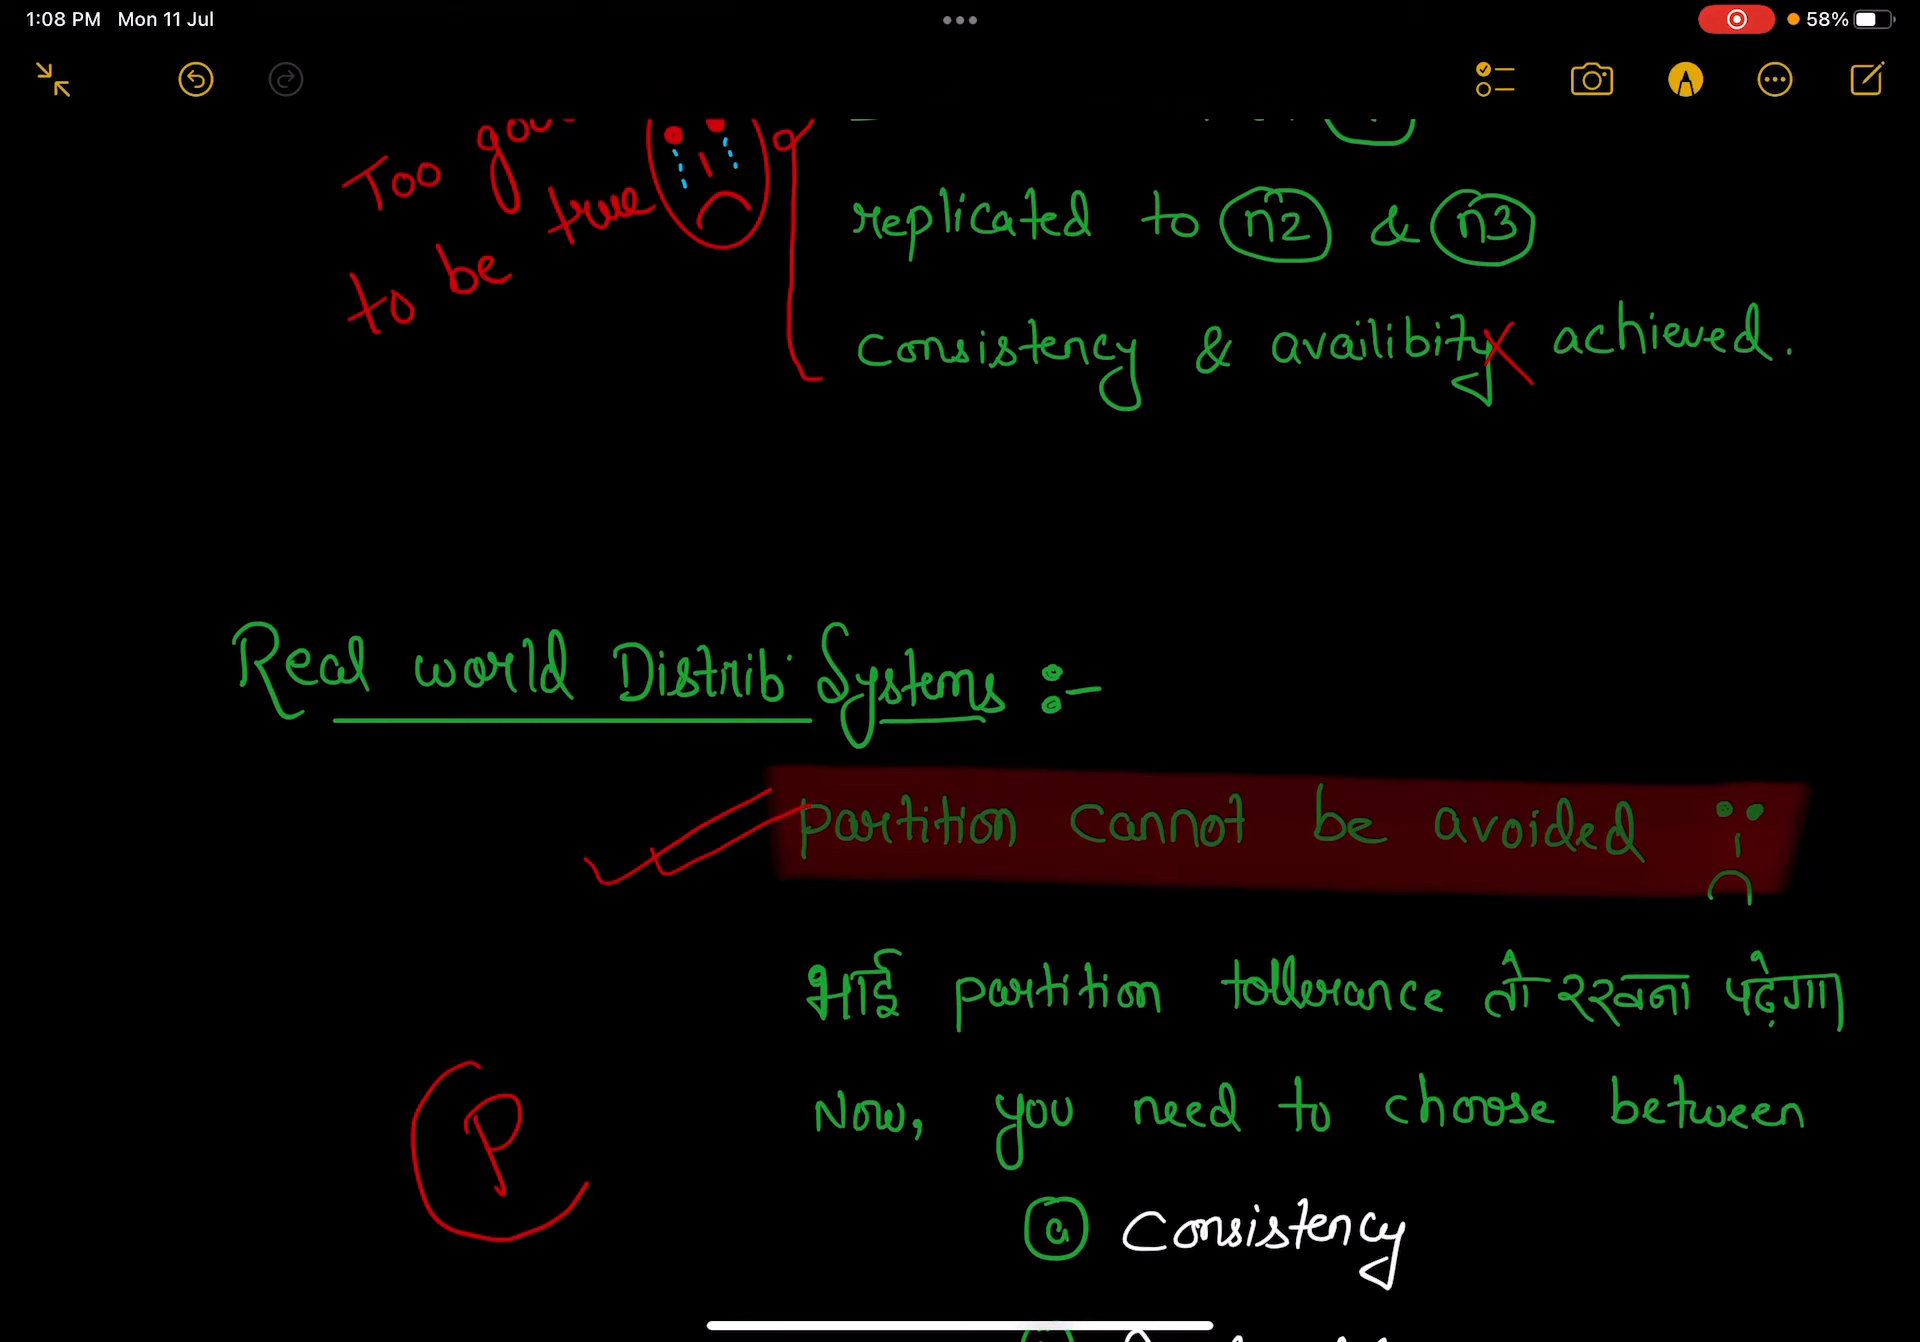 1:08 PM Mon 11 Jul
58%
Too
to be true
replicated to n2 & n3
consistency & availibity achieved.
Real world Distrib. Systems :-
partition cannot be avoided
भाई partition tollerance तो रखना पढ़ेगा
Now, you need to choose between
P
a Consistency